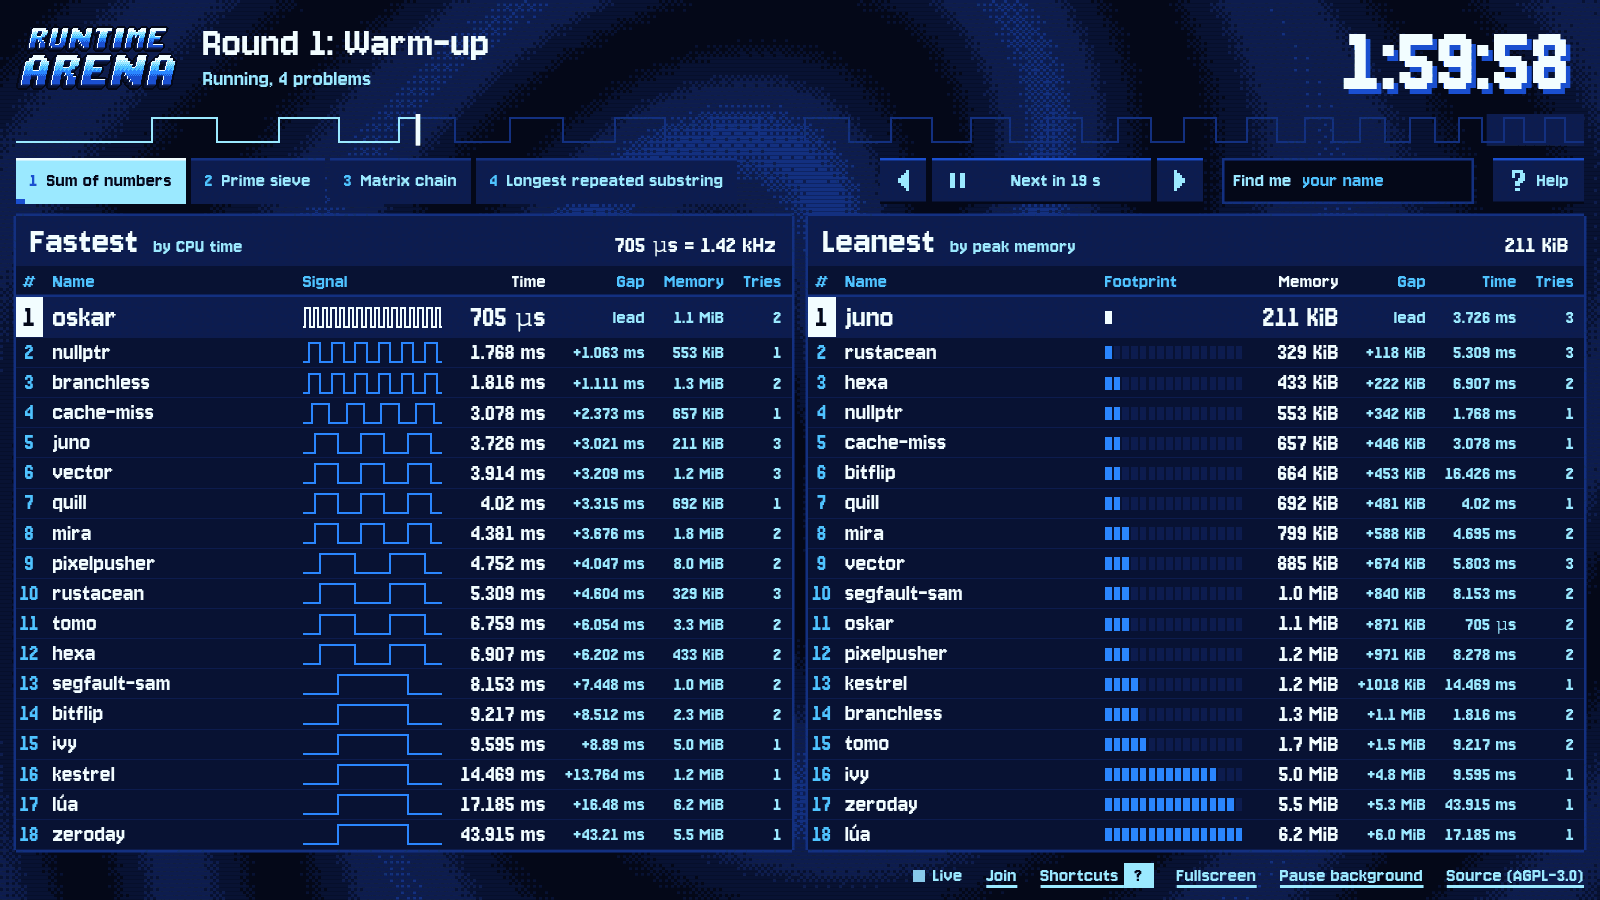 RUNTIME ARENA
Round 1: Warm-up
Running, 4 problems
1:59:58
1 Sum of numbers
2 Prime sieve
3 Matrix chain
4 Longest repeated substring
Next in 19 s
Find me your name
? Help
Fastest by CPU time 705 µs = 1.42 kHz
# Name Signal Time Gap Memory Tries
1 oskar 705 µs lead 1.1 MiB 2
2 nullptr 1.768 ms +1.063 ms 553 KiB 1
3 branchless 1.816 ms +1.111 ms 1.3 MiB 2
4 cache-miss 3.078 ms +2.373 ms 657 KiB 1
5 juno 3.726 ms +3.021 ms 211 KiB 3
6 vector 3.914 ms +3.209 ms 1.2 MiB 3
7 quill 4.02 ms +3.315 ms 692 KiB 1
8 mira 4.381 ms +3.676 ms 1.8 MiB 2
9 pixelpusher 4.752 ms +4.047 ms 8.0 MiB 2
10 rustacean 5.309 ms +4.604 ms 329 KiB 3
11 tomo 6.759 ms +6.054 ms 3.3 MiB 2
12 hexa 6.907 ms +6.202 ms 433 KiB 2
13 segfault-sam 8.153 ms +7.448 ms 1.0 MiB 2
14 bitflip 9.217 ms +8.512 ms 2.3 MiB 2
15 ivy 9.595 ms +8.89 ms 5.0 MiB 1
16 kestrel 14.469 ms +13.764 ms 1.2 MiB 1
17 lúa 17.185 ms +16.48 ms 6.2 MiB 1
18 zeroday 43.915 ms +43.21 ms 5.5 MiB 1
Leanest by peak memory 211 KiB
# Name Footprint Memory Gap Time Tries
1 juno 211 KiB lead 3.726 ms 3
2 rustacean 329 KiB +118 KiB 5.309 ms 3
3 hexa 433 KiB +222 KiB 6.907 ms 2
4 nullptr 553 KiB +342 KiB 1.768 ms 1
5 cache-miss 657 KiB +446 KiB 3.078 ms 1
6 bitflip 664 KiB +453 KiB 16.426 ms 2
7 quill 692 KiB +481 KiB 4.02 ms 1
8 mira 799 KiB +588 KiB 4.695 ms 2
9 vector 885 KiB +674 KiB 5.803 ms 3
10 segfault-sam 1.0 MiB +840 KiB 8.153 ms 2
11 oskar 1.1 MiB +871 KiB 705 µs 2
12 pixelpusher 1.2 MiB +971 KiB 8.278 ms 2
13 kestrel 1.2 MiB +1018 KiB 14.469 ms 1
14 branchless 1.3 MiB +1.1 MiB 1.816 ms 2
15 tomo 1.7 MiB +1.5 MiB 9.217 ms 2
16 ivy 5.0 MiB +4.8 MiB 9.595 ms 1
17 zeroday 5.5 MiB +5.3 MiB 43.915 ms 1
18 lúa 6.2 MiB +6.0 MiB 17.185 ms 1
Live Join Shortcuts ? Fullscreen Pause background Source (AGPL-3.0)